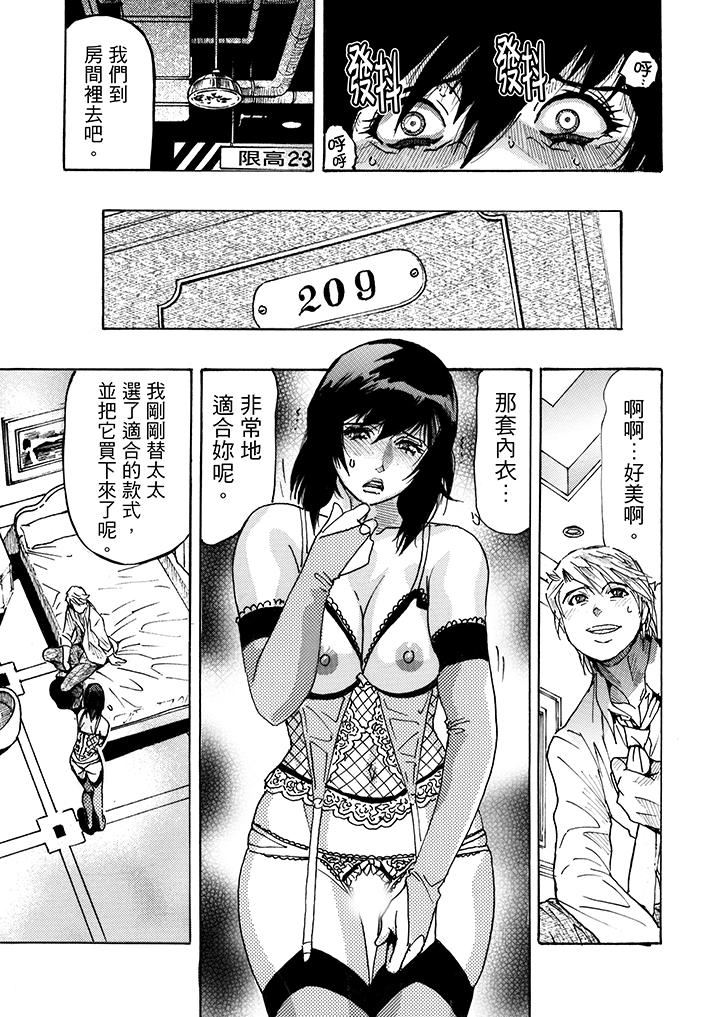 呼…
發抖
發抖
呼呼
我們到
房間裡去吧。
限高23
209
啊啊…好美啊。
那套內衣…
非常地
適合妳呢。
我剛剛替太太
選了適合的款式，
並把它買下來了呢。